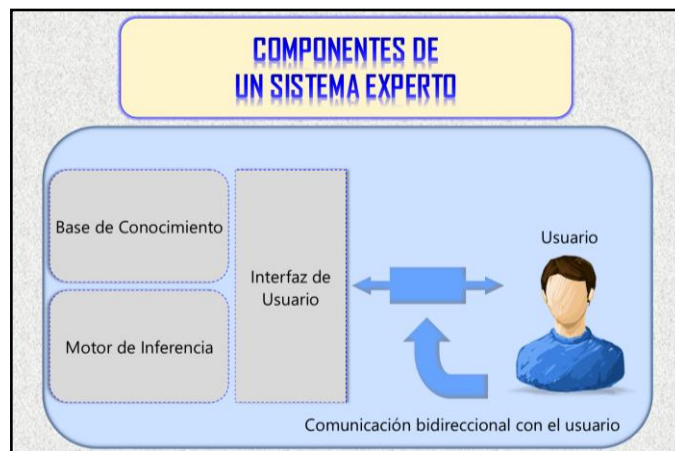 COMPONENTES DE
UN SISTEMA EXPERTO
Base de Conocimiento
Motor de Inferencia
Interfaz de
Usuario
Usuario
Comunicación bidireccional con el usuario